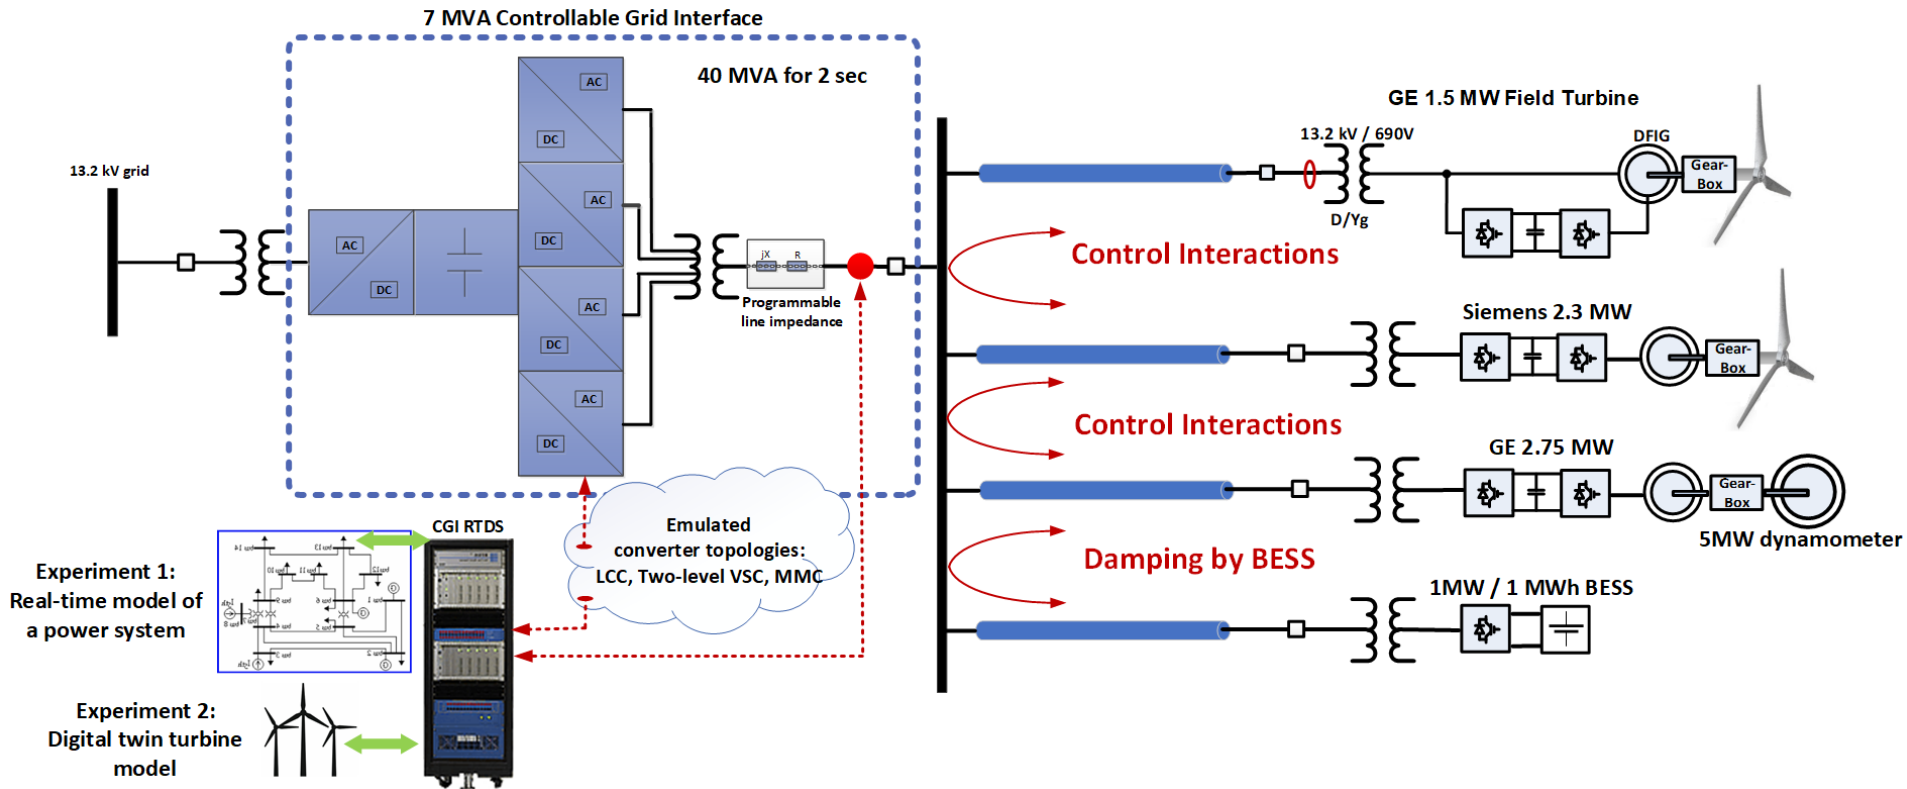 7 MVA Controllable Grid Interface
40 MVA for 2 sec
13.2 kV grid
AC
DC
AC
DC
AC
DC
AC
DC
AC
DC
jX
R
Programmable
line impedance
GE 1.5 MW Field Turbine
13.2 kV / 690V
D/Yg
DFIG
Gear-
Box
Control Interactions
Siemens 2.3 MW
Gear-
Box
Control Interactions
GE 2.75 MW
Gear-
Box
5MW dynamometer
Damping by BESS
1MW / 1 MWh BESS
Emulated
converter topologies:
LCC, Two-level VSC, MMC
CGI RTDS
Experiment 1:
Real-time model of
a power system
Experiment 2:
Digital twin turbine
model